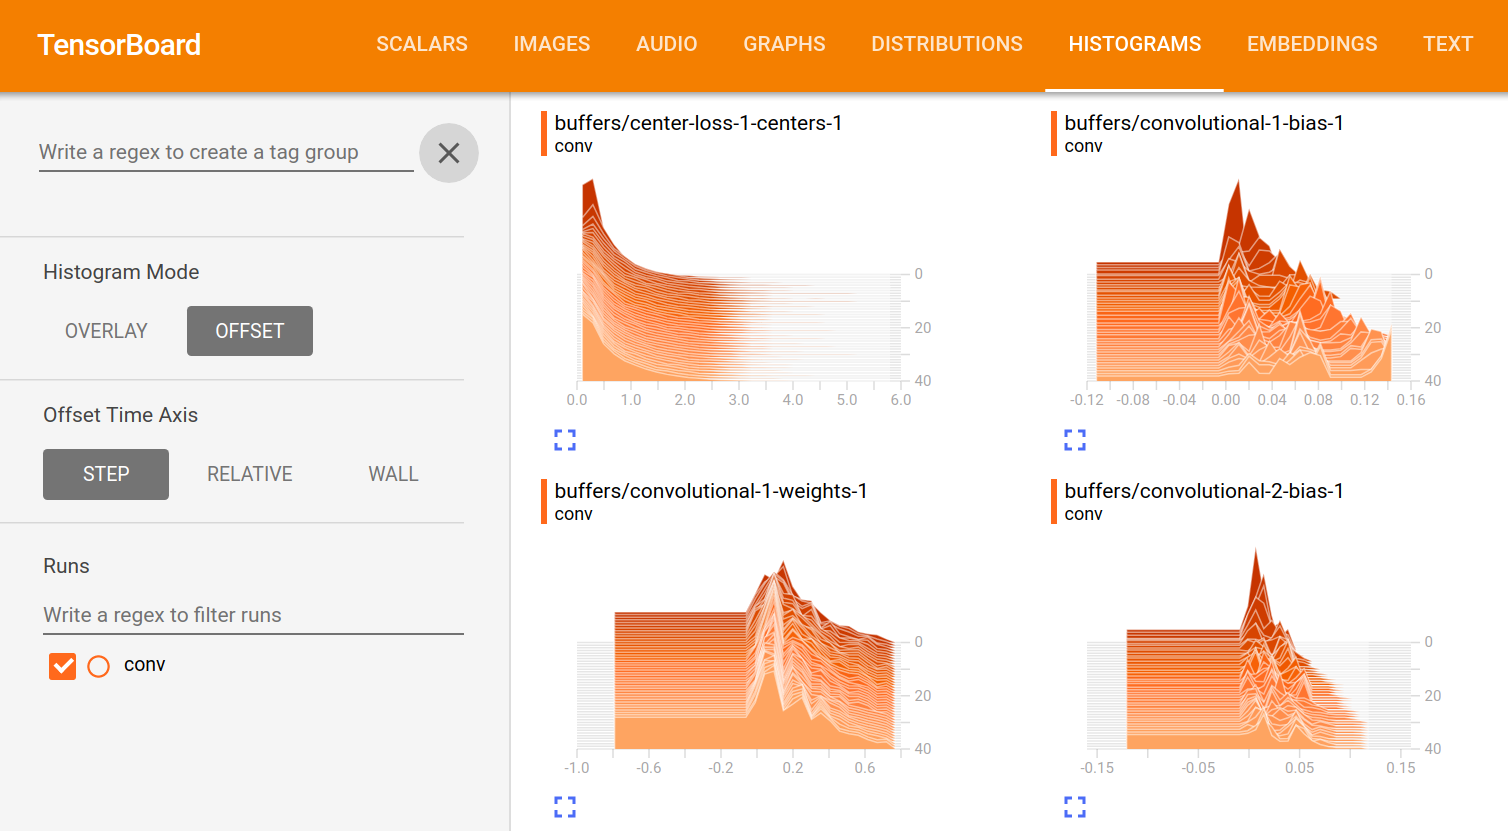 TensorBoard
SCALARS IMAGES AUDIO GRAPHS DISTRIBUTIONS HISTOGRAMS EMBEDDINGS TEXT
Write a regex to create a tag group
Histogram Mode
OVERLAY OFFSET
Offset Time Axis
STEP RELATIVE WALL
Runs
Write a regex to filter runs
conv
buffers/center-loss-1-centers-1
conv
0
20
40
0.0 1.0 2.0 3.0 4.0 5.0 6.0
buffers/convolutional-1-bias-1
conv
0
20
40
-0.12 -0.08 -0.04 0.00 0.04 0.08 0.12 0.16
buffers/convolutional-1-weights-1
conv
0
20
40
-1.0 -0.6 -0.2 0.2 0.6
buffers/convolutional-2-bias-1
conv
0
20
40
-0.15 -0.05 0.05 0.15